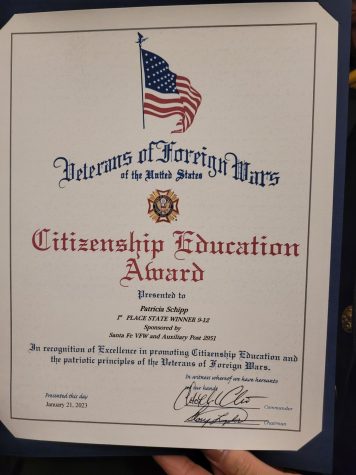 Veterans of Foreign Wars
of the United States
Citizenship Education
Award
Presented to
Patricia Schipp
1st PLACE STATE WINNER 9-12
Sponsored by
Santa Fe VFW and Auxiliary Post 2951
In recognition of Excellence in promoting Citizenship Education and
the patriotic principles of the Veterans of Foreign Wars.
In witness whereof we have hereunto
our hands
Presented this day
January 21, 2023
Commander
Chairman